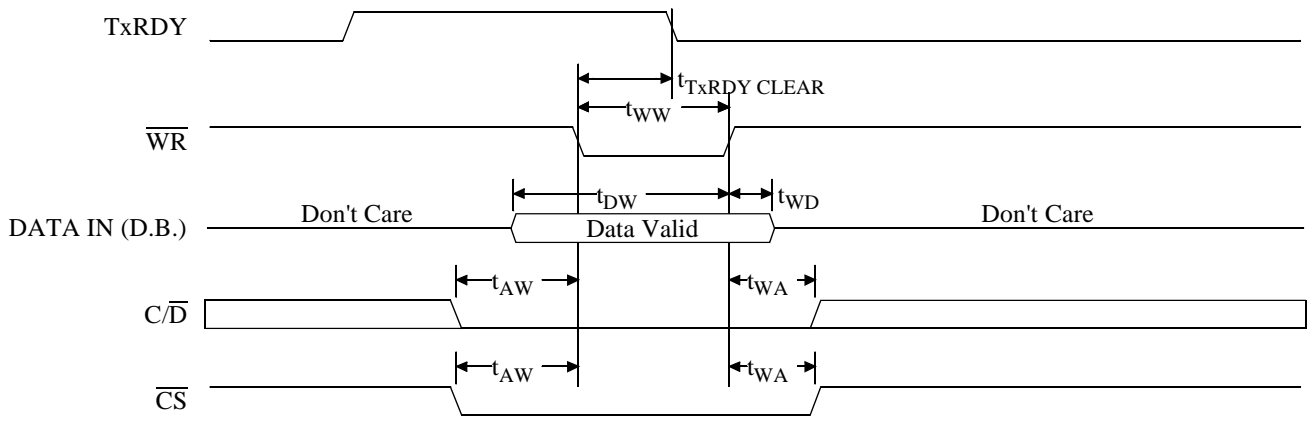 TxRDY
tTxRDY CLEAR
tWW
WR
tDW
tWD
Don't Care
Don't Care
DATA IN (D.B.)
Data Valid
tAW
tWA
C/D
tAW
tWA
CS